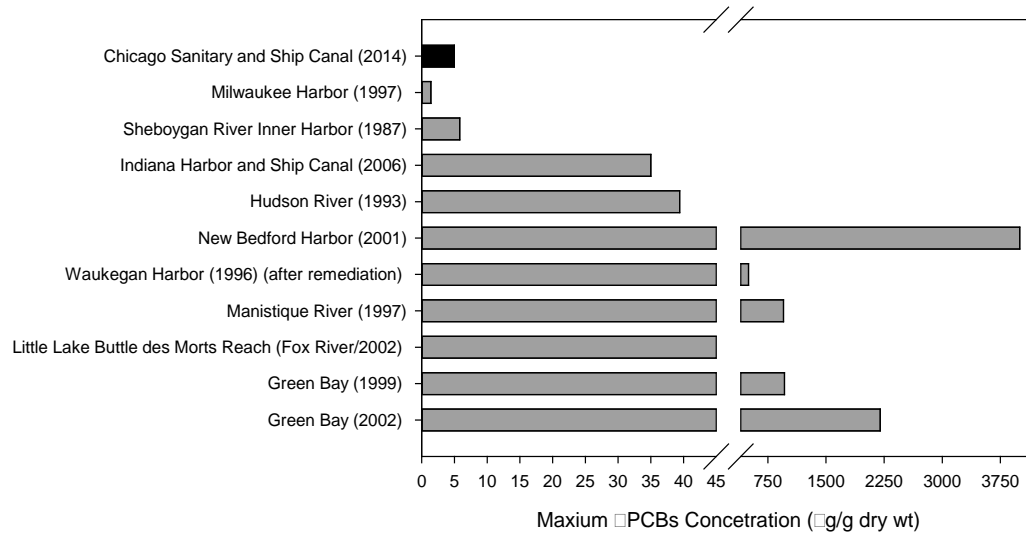 Chicago Sanitary and Ship Canal (2014)
Milwaukee Harbor (1997)
Sheboygan River Inner Harbor (1987)
Indiana Harbor and Ship Canal (2006)
Hudson River (1993)
New Bedford Harbor (2001)
Waukegan Harbor (1996) (after remediation)
Manistique River (1997)
Little Lake Buttle des Morts Reach (Fox River/2002)
Green Bay (1999)
Green Bay (2002)
0 5 10 15 20 25 30 35 40 45 750 1500 2250 3000 3750
Maxium □PCBs Concetration (□g/g dry wt)